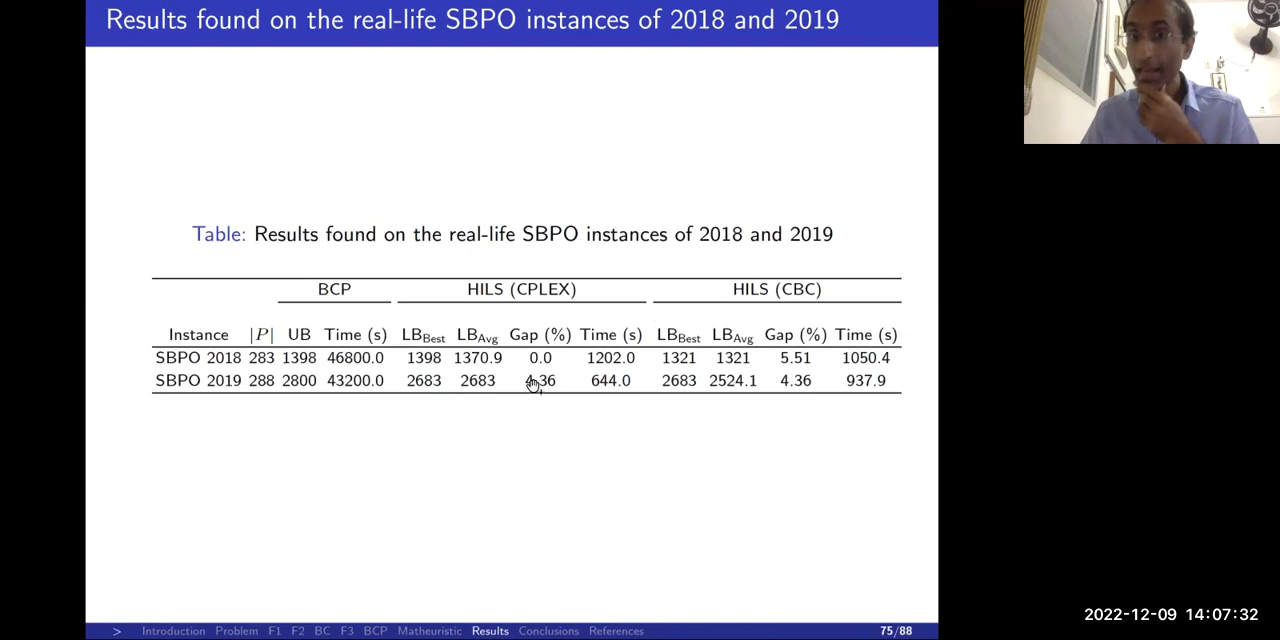 Results found on the real-life SBPO instances of 2018 and 2019
Table: Results found on the real-life SBPO instances of 2018 and 2019
BCP HILS (CPLEX) HILS (CBC)
Instance |P| UB Time (s) LBBest LBAvg Gap (%) Time (s) LBBest LBAvg Gap (%) Time (s)
SBPO 2018 283 1398 46800.0 1398 1370.9 0.0 1202.0 1321 1321 5.51 1050.4
SBPO 2019 288 2800 43200.0 2683 2683 4.36 644.0 2683 2524.1 4.36 937.9
> Introduction Problem F1 F2 BC F3 BCP Matheuristic Results Conclusions References 75/88
2022-12-09 14:07:32